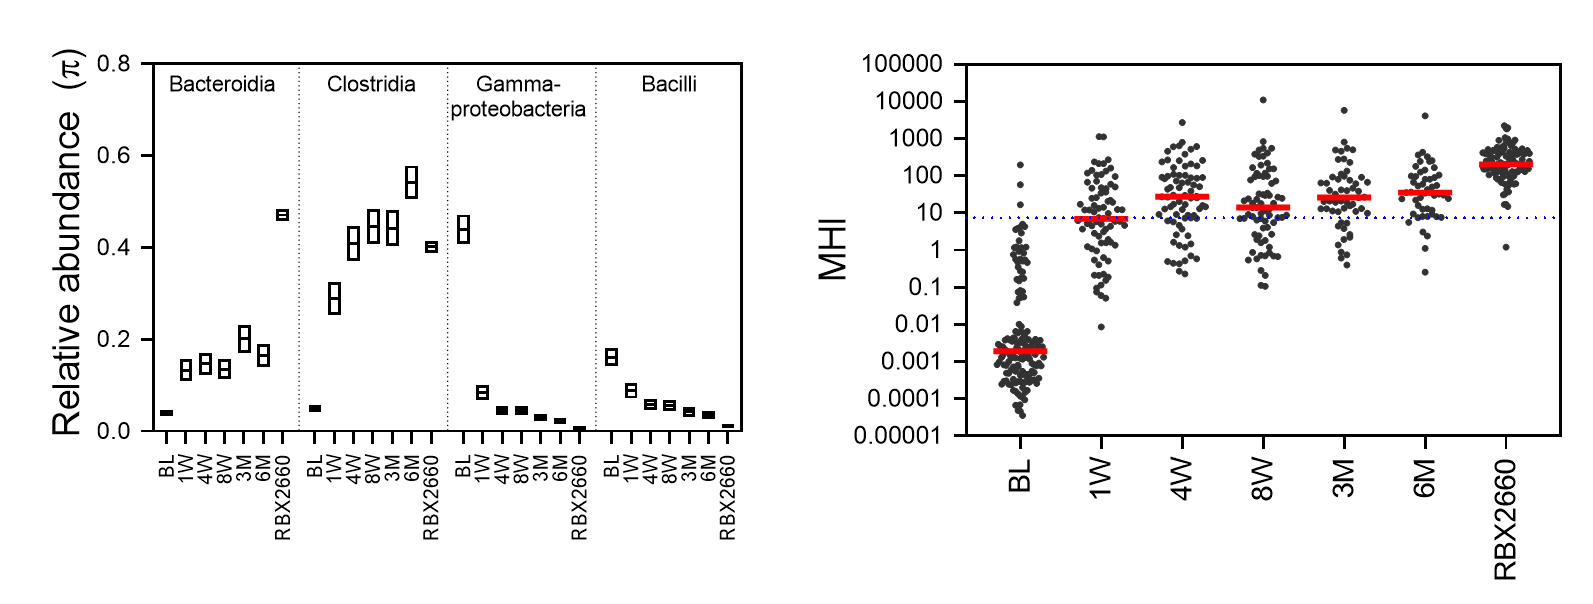 Relative abundance (π)
0.8
0.6
0.4
0.2
0.0
Bacteroidia
Clostridia
Gamma-
proteobacteria
Bacilli
BL
1W
4W
8W
3M
6M
RBX2660
BL
1W
4W
8W
3M
6M
RBX2660
BL
1W
4W
8W
3M
6M
RBX2660
BL
1W
4W
8W
3M
6M
RBX2660
MHI
100000
10000
1000
100
10
1
0.1
0.01
0.001
0.0001
0.00001
BL
1W
4W
8W
3M
6M
RBX2660